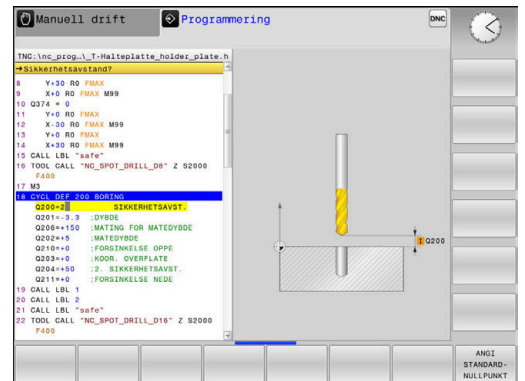 Manuell drift
Programmering
DNC
TNC:\nc_prog…\_T-Halteplatte_holder_plate.h
→Sikkerhetsavstand?
8 Y+30 R0 FMAX
9 X+0 R0 FMAX M99
10 Q374 = 0
11 Y+0 R0 FMAX
12 X-30 R0 FMAX M99
13 Y+0 R0 FMAX
14 X+30 R0 FMAX M99
15 CALL LBL "safe"
16 TOOL CALL "NC_SPOT_DRILL_D8" Z S2000
F400
17 M3
18 CYCL DEF 200 BORING
Q200=2 SIKKERHETSAVST.
Q201=-3.3 ;DYBDE
Q206=+150 ;MATING FOR MATEDYBDE
Q202=+5 ;MATEDYBDE
Q210=+0 ;FORSINKELSE OPPE
Q203=+0 ;KOOR. OVERFLATE
Q204=+50 ;2. SIKKERHETSAVST.
Q211=+0 ;FORSINKELSE NEDE
19 CALL LBL 1
20 CALL LBL 2
21 CALL LBL "safe"
22 TOOL CALL "NC_SPOT_DRILL_D16" Z S2000
F400
I Q200
ANGI
STANDARD-
NULLPUNKT